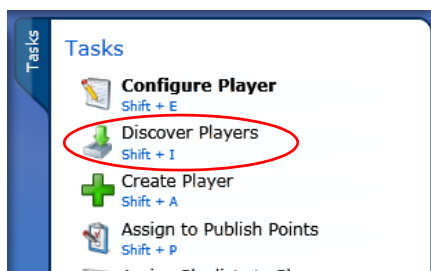 Tasks
Tasks
Configure Player
Shift + E
Discover Players
Shift + I
Create Player
Shift + A
Assign to Publish Points
Shift + P